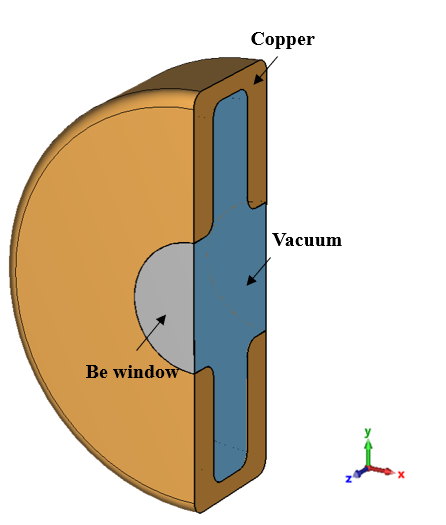 Copper
Vacuum
Be window
y
z
x